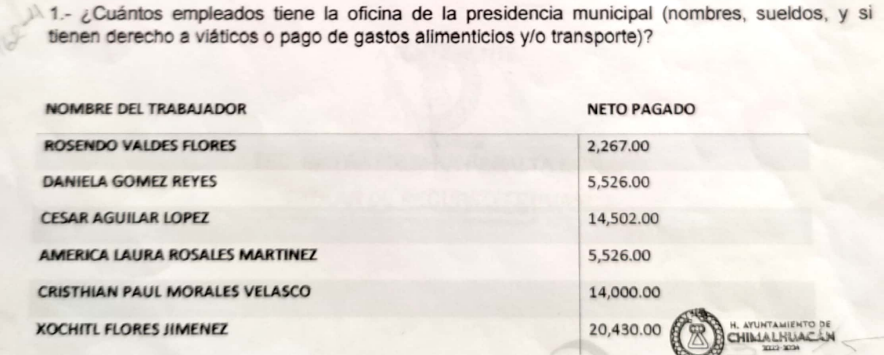 1.- ¿Cuántos empleados tiene la oficina de la presidencia municipal (nombres, sueldos, y si
tienen derecho a viáticos o pago de gastos alimenticios y/o transporte)?
NOMBRE DEL TRABAJADOR NETO PAGADO
ROSENDO VALDES FLORES 2,267.00
DANIELA GOMEZ REYES 5,526.00
CESAR AGUILAR LOPEZ 14,502.00
AMERICA LAURA ROSALES MARTINEZ 5,526.00
CRISTHIAN PAUL MORALES VELASCO 14,000.00
XOCHITL FLORES JIMENEZ 20,430.00
H. AYUNTAMIENTO DE
CHIMALHUACÁN
2022-2024